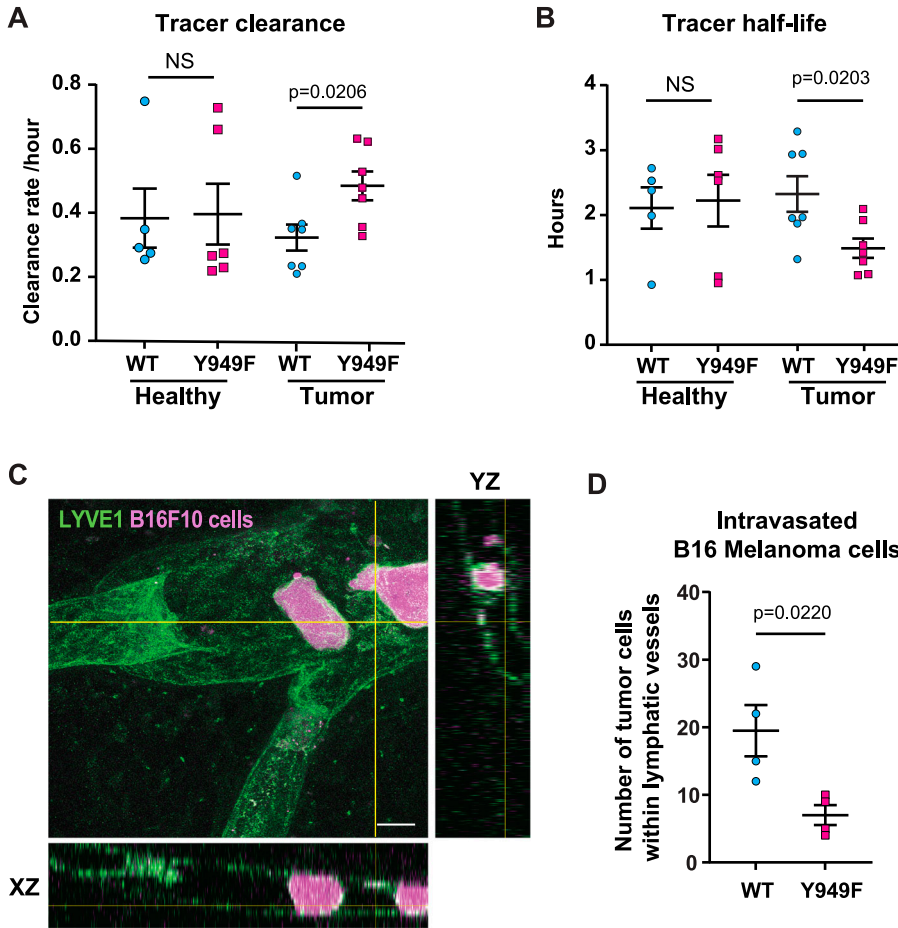 A
Tracer clearance
NS
p=0.0206
0.8
0.6
0.4
0.2
0.0
Clearance rate /hour
WT Y949F WT Y949F
Healthy Tumor
B
Tracer half-life
NS
p=0.0203
4
3
2
1
0
Hours
WT Y949F WT Y949F
Healthy Tumor
C
LYVE1 B16F10 cells
YZ
XZ
D
Intravasated
B16 Melanoma cells
p=0.0220
40
30
20
10
0
Number of tumor cells
within lymphatic vessels
WT Y949F